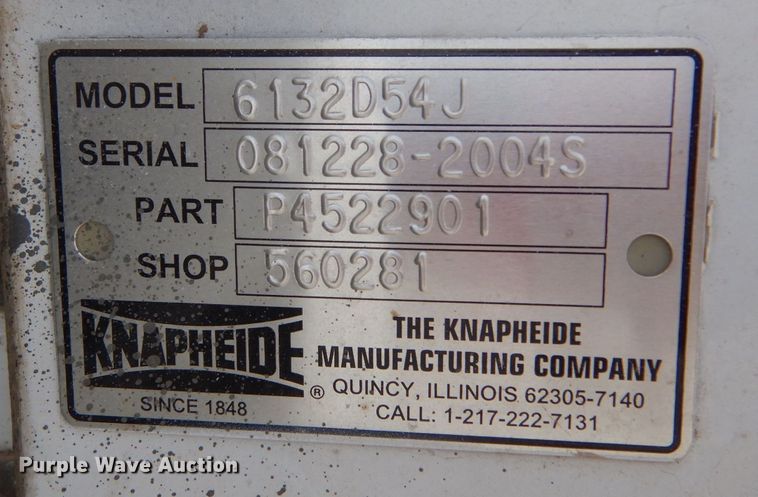 MODEL 6132D54J
SERIAL 081228-2004S
PART P4522901
SHOP 560281
KNAPHEIDE ®
SINCE 1848
THE KNAPHEIDE
MANUFACTURING COMPANY
QUINCY, ILLINOIS 62305-7140
CALL: 1-217-222-7131
Purple Wave Auction